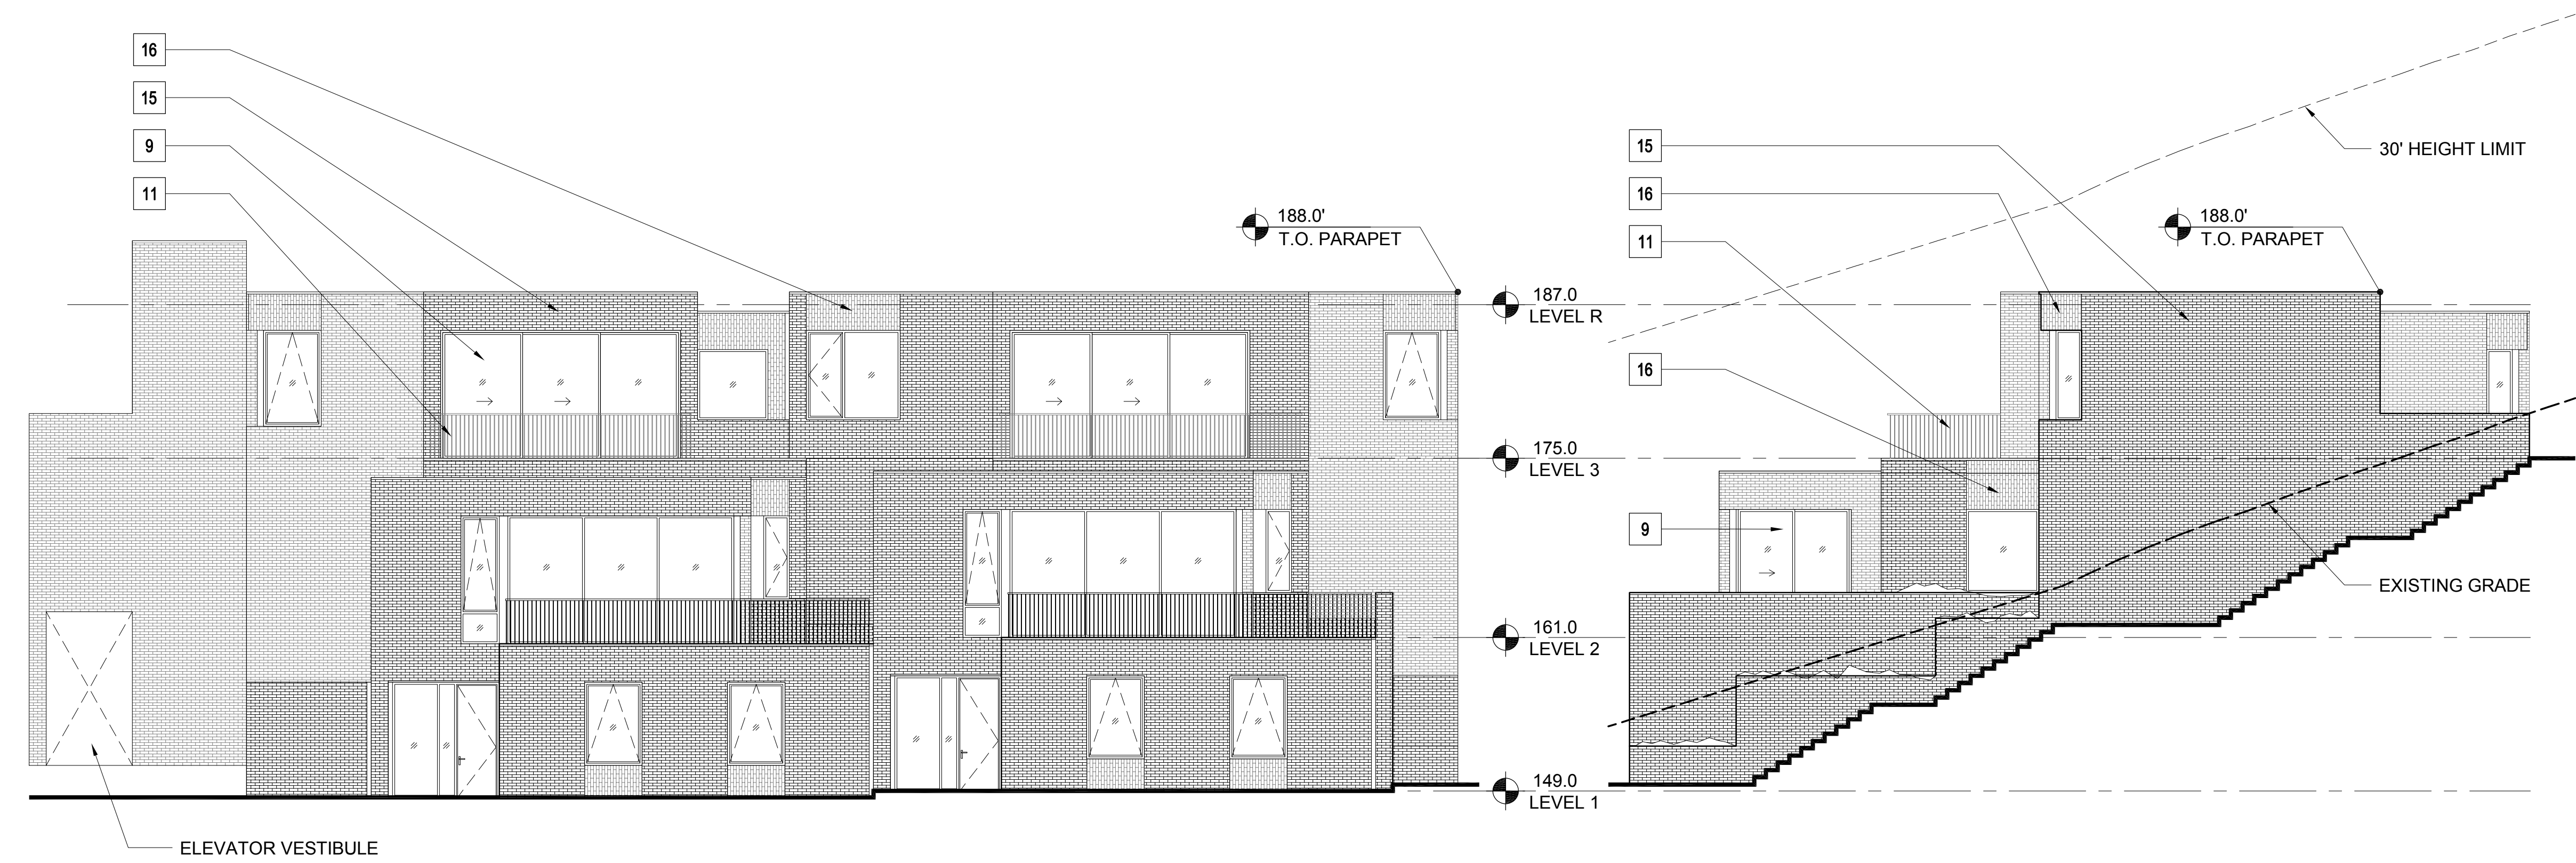 16
15
9
11
188.0'
T.O. PARAPET
187.0
LEVEL R
175.0
LEVEL 3
161.0
LEVEL 2
149.0
LEVEL 1
ELEVATOR VESTIBULE
15
16
11
16
9
30' HEIGHT LIMIT
188.0'
T.O. PARAPET
EXISTING GRADE